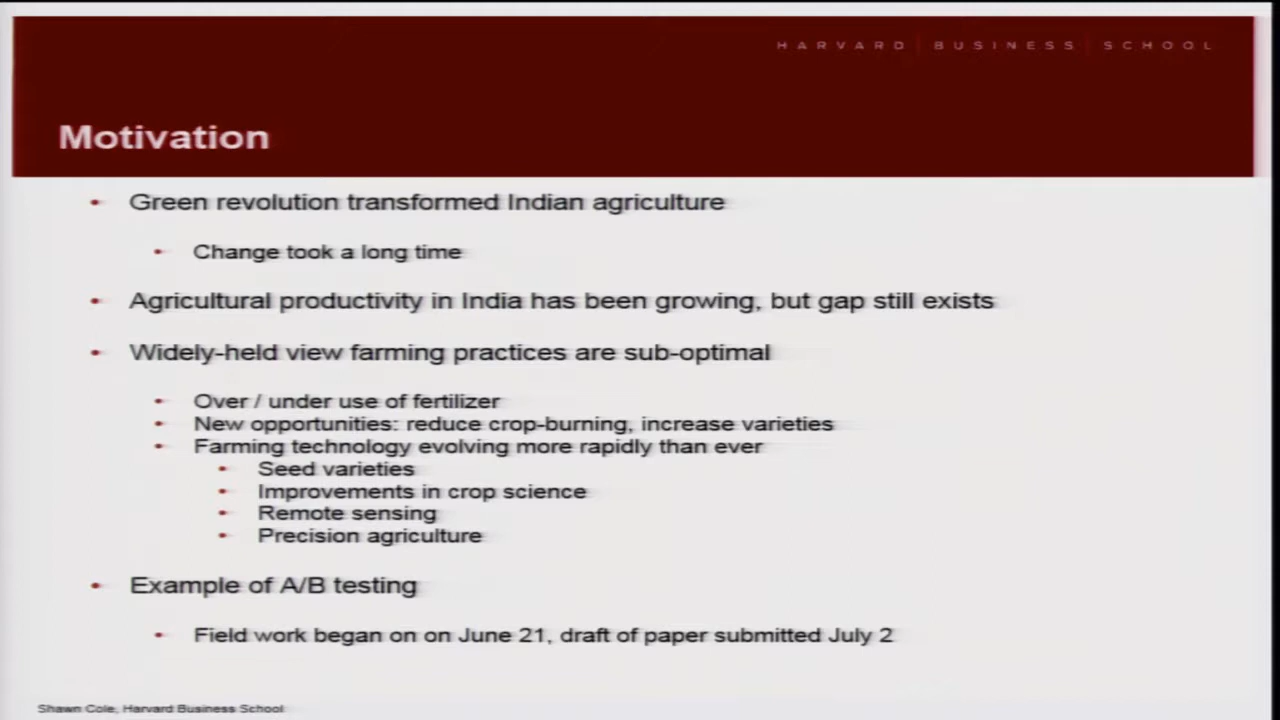 HARVARD BUSINESS SCHOOL
Motivation
• Green revolution transformed Indian agriculture
• Change took a long time
• Agricultural productivity in India has been growing, but gap still exists
• Widely-held view farming practices are sub-optimal
• Over / under use of fertilizer
• New opportunities: reduce crop-burning, increase varieties
• Farming technology evolving more rapidly than ever
• Seed varieties
• Improvements in crop science
• Remote sensing
• Precision agriculture
• Example of A/B testing
• Field work began on on June 21, draft of paper submitted July 2
Shawn Cole, Harvard Business School